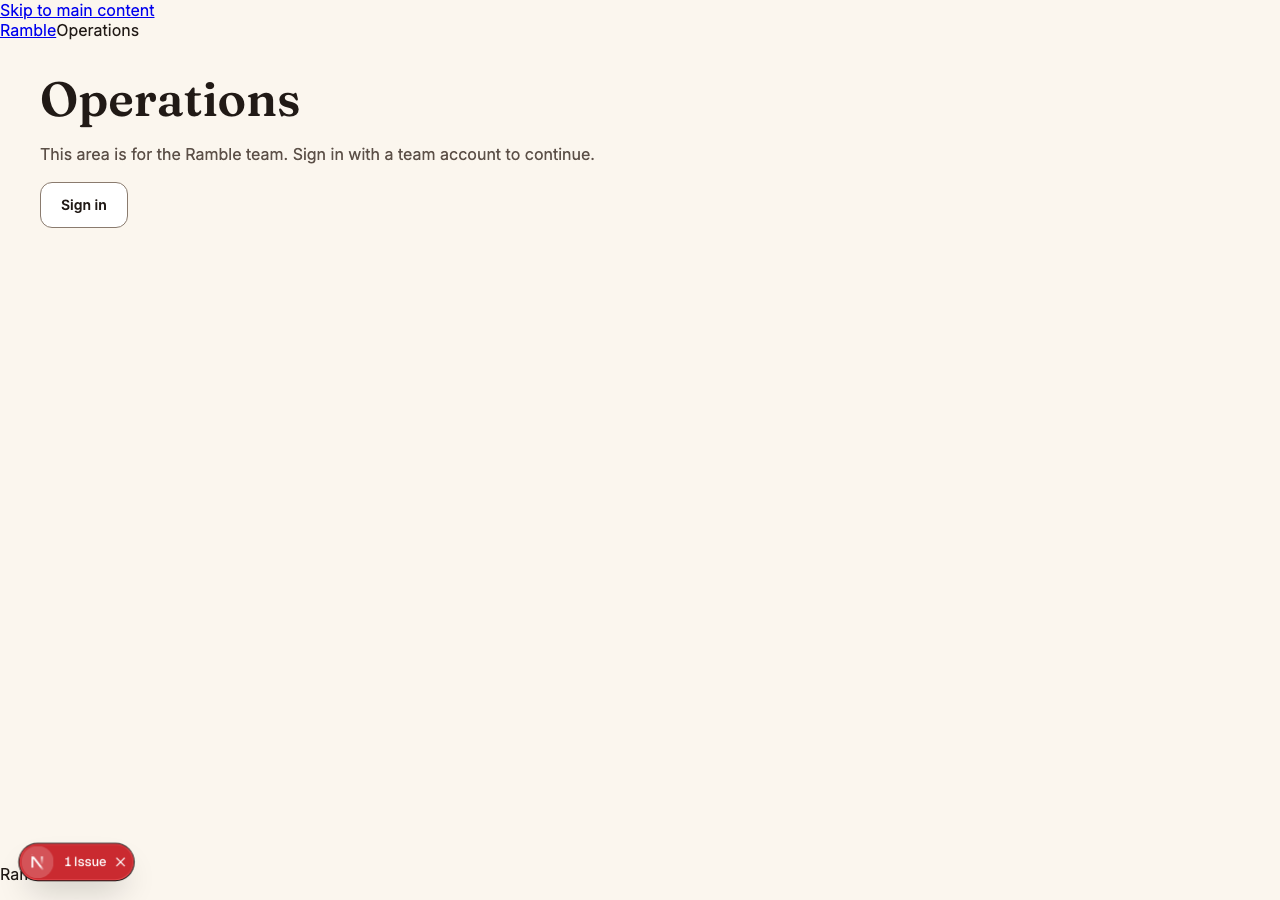 Skip to main content
RambleOperations
Operations
This area is for the Ramble team. Sign in with a team account to continue.
Sign in
1 Issue